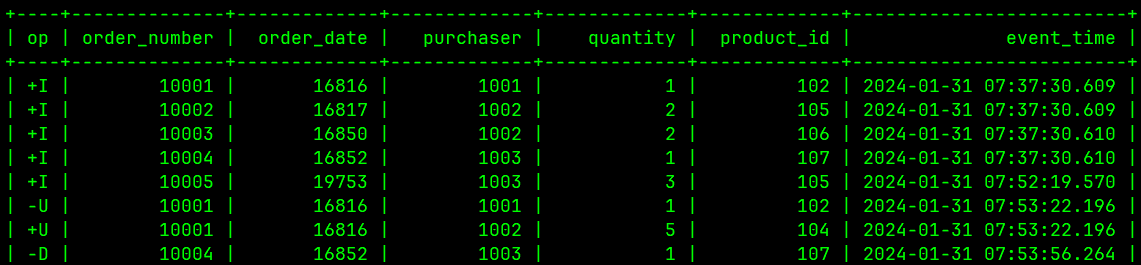 +----+--------------+-------------+-------------+-------------+-------------+-------------------------+
| op | order_number |  order_date |   purchaser |    quantity |  product_id |              event_time |
+----+--------------+-------------+-------------+-------------+-------------+-------------------------+
| +I |        10001 |       16816 |        1001 |           1 |         102 | 2024-01-31 07:37:30.609 |
| +I |        10002 |       16817 |        1002 |           2 |         105 | 2024-01-31 07:37:30.609 |
| +I |        10003 |       16850 |        1002 |           2 |         106 | 2024-01-31 07:37:30.610 |
| +I |        10004 |       16852 |        1003 |           1 |         107 | 2024-01-31 07:37:30.610 |
| +I |        10005 |       19753 |        1003 |           3 |         105 | 2024-01-31 07:52:19.570 |
| -U |        10001 |       16816 |        1001 |           1 |         102 | 2024-01-31 07:53:22.196 |
| +U |        10001 |       16816 |        1002 |           5 |         104 | 2024-01-31 07:53:22.196 |
| -D |        10004 |       16852 |        1003 |           1 |         107 | 2024-01-31 07:53:56.264 |